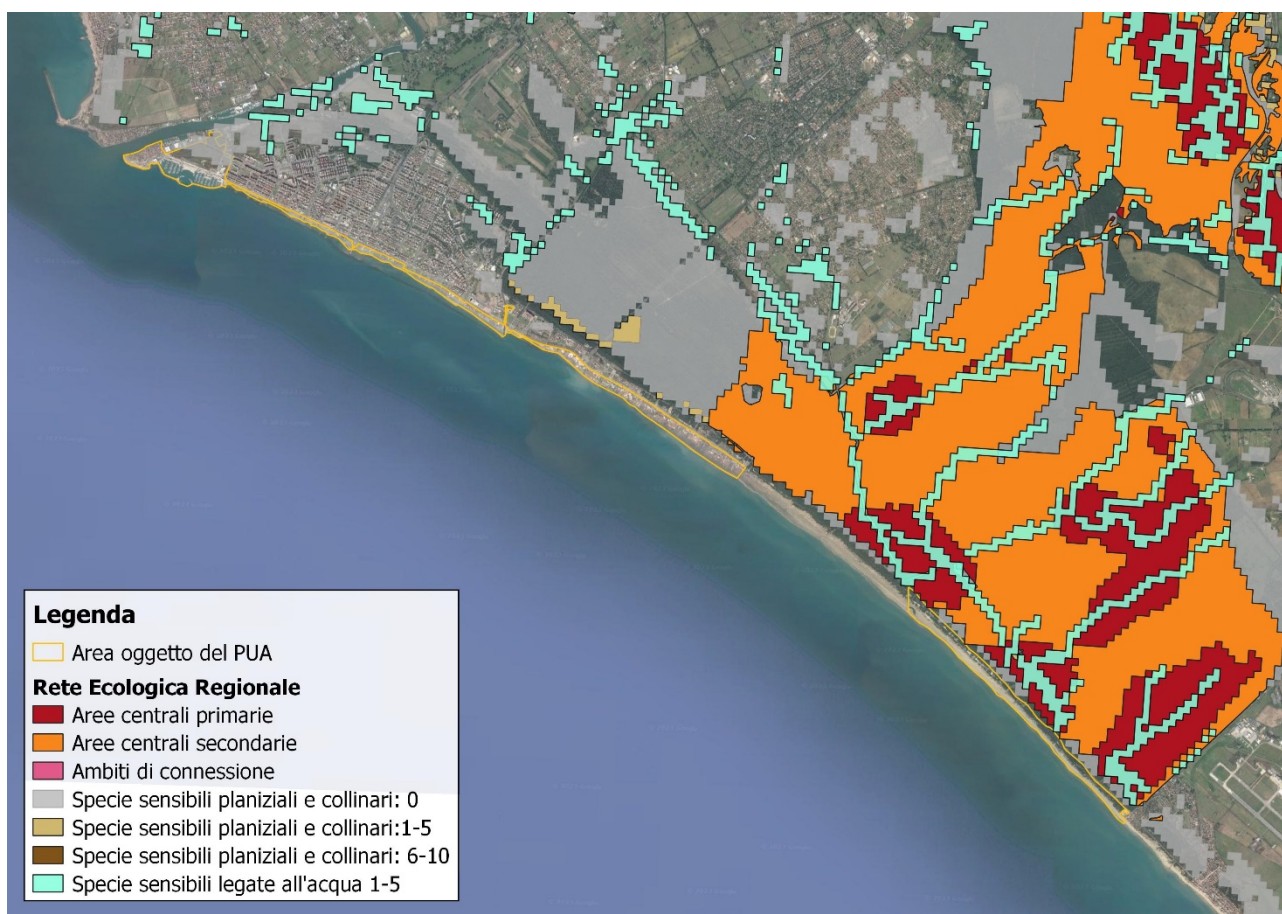 Legenda
Area oggetto del PUA
Rete Ecologica Regionale
Aree centrali primarie
Aree centrali secondarie
Ambiti di connessione
Specie sensibili planiziali e collinari: 0
Specie sensibili planiziali e collinari:1-5
Specie sensibili planiziali e collinari: 6-10
Specie sensibili legate all'acqua 1-5